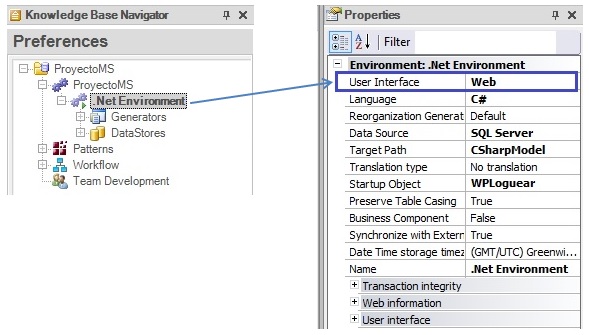 Knowledge Base Navigator
Preferences
ProyectoMS
ProyectoMS
.Net Environment
Generators
DataStores
Patterns
Workflow
Team Development
Properties
Filter
Environment: .Net Environment
User Interface Web
Language C#
Reorganization Generat Default
Data Source SQL Server
Target Path CSharpModel
Translation type No translation
Startup Object WPLoguear
Preserve Table Casing True
Business Component False
Synchronize with Extern True
Date Time storage timez (GMT/UTC) Greenwi...
Name .Net Environment
Transaction integrity
Web information
User interface